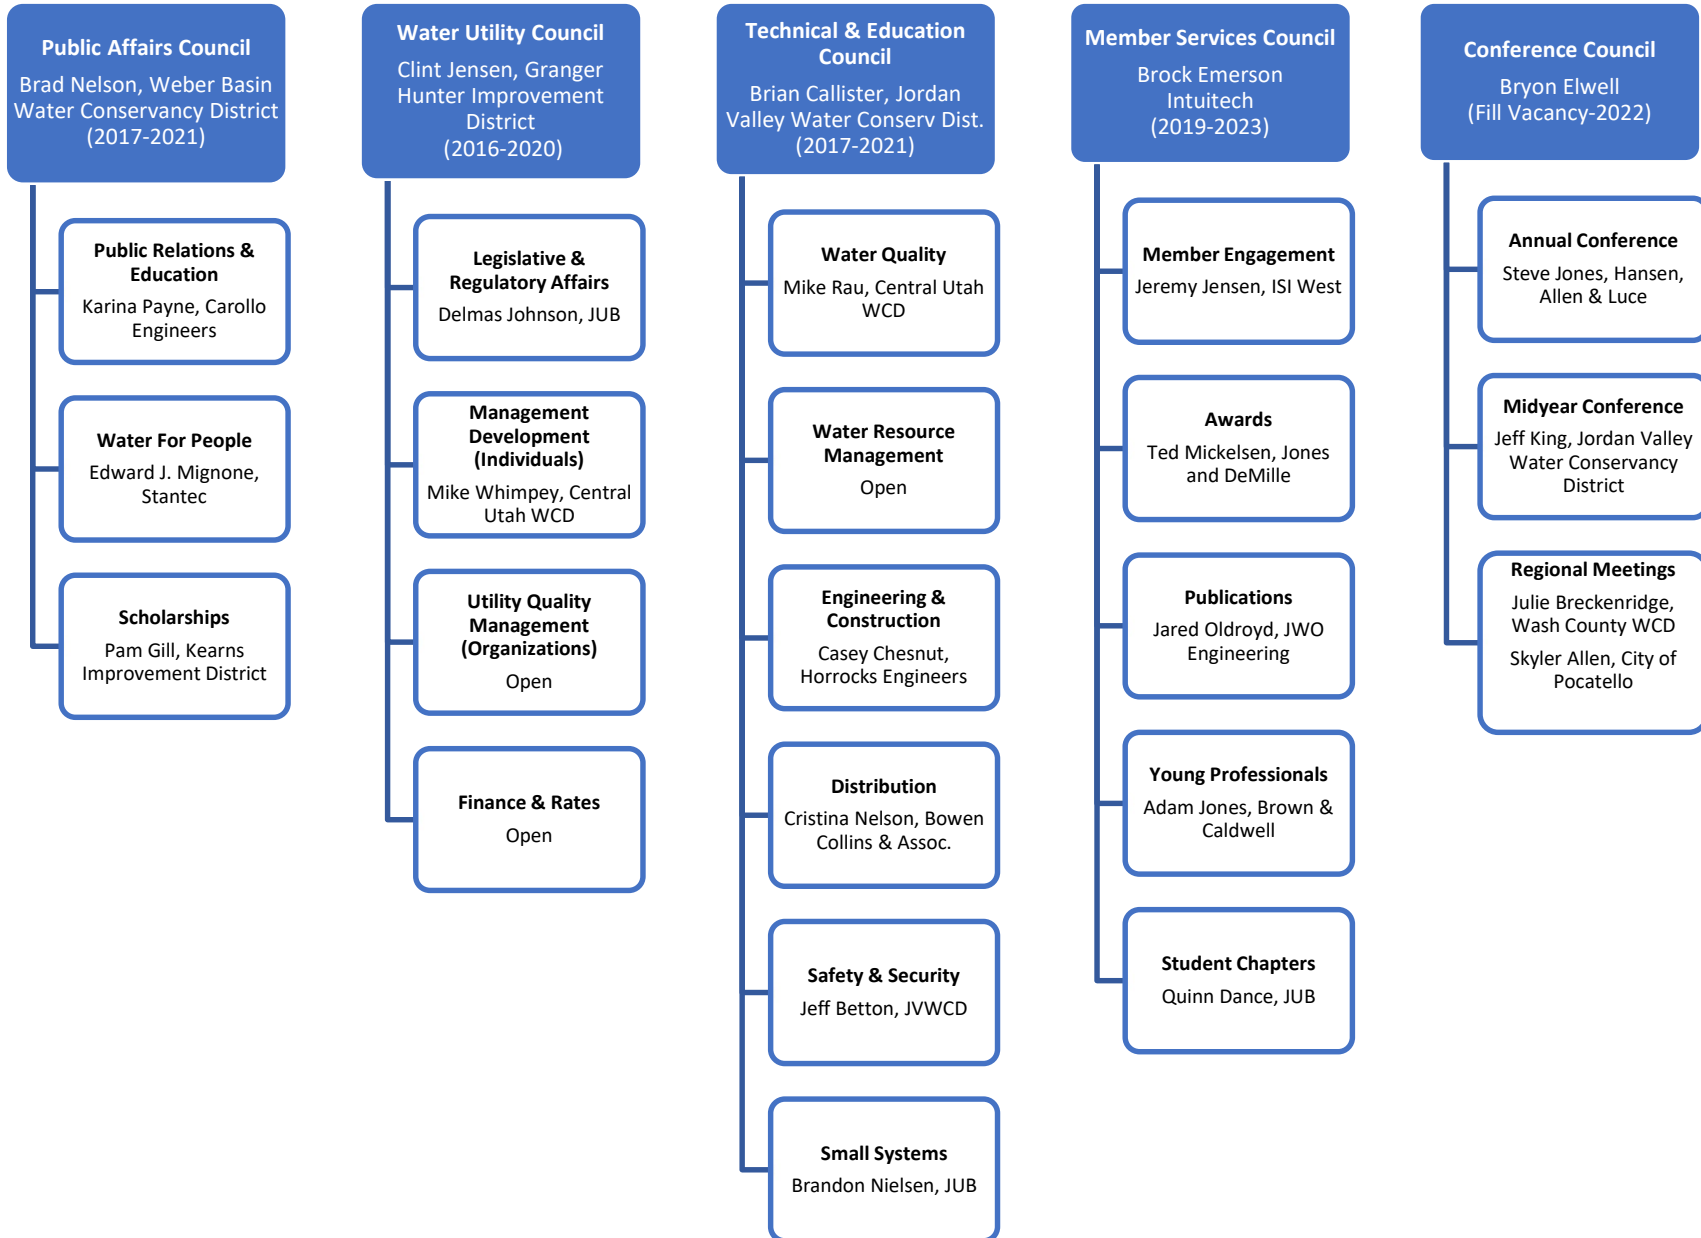 Public Affairs Council
Brad Nelson, Weber Basin
Water Conservancy District
(2017-2021)
Public Relations &
Education
Karina Payne, Carollo
Engineers
Water For People
Edward J. Mignone,
Stantec
Scholarships
Pam Gill, Kearns
Improvement District
Water Utility Council
Clint Jensen, Granger
Hunter Improvement
District
(2016-2020)
Legislative &
Regulatory Affairs
Delmas Johnson, JUB
Management
Development
(Individuals)
Mike Whimpey, Central
Utah WCD
Utility Quality
Management
(Organizations)
Open
Finance & Rates
Open
Technical & Education
Council
Brian Callister, Jordan
Valley Water Conserv Dist.
(2017-2021)
Water Quality
Mike Rau, Central Utah
WCD
Water Resource
Management
Open
Engineering &
Construction
Casey Chesnut,
Horrocks Engineers
Distribution
Cristina Nelson, Bowen
Collins & Assoc.
Safety & Security
Jeff Betton, JVWCD
Small Systems
Brandon Nielsen, JUB
Member Services Council
Brock Emerson
Intuitech
(2019-2023)
Member Engagement
Jeremy Jensen, ISI West
Awards
Ted Mickelsen, Jones
and DeMille
Publications
Jared Oldroyd, JWO
Engineering
Young Professionals
Adam Jones, Brown &
Caldwell
Student Chapters
Quinn Dance, JUB
Conference Council
Bryon Elwell
(Fill Vacancy-2022)
Annual Conference
Steve Jones, Hansen,
Allen & Luce
Midyear Conference
Jeff King, Jordan Valley
Water Conservancy
District
Regional Meetings
Julie Breckenridge,
Wash County WCD
Skyler Allen, City of
Pocatello